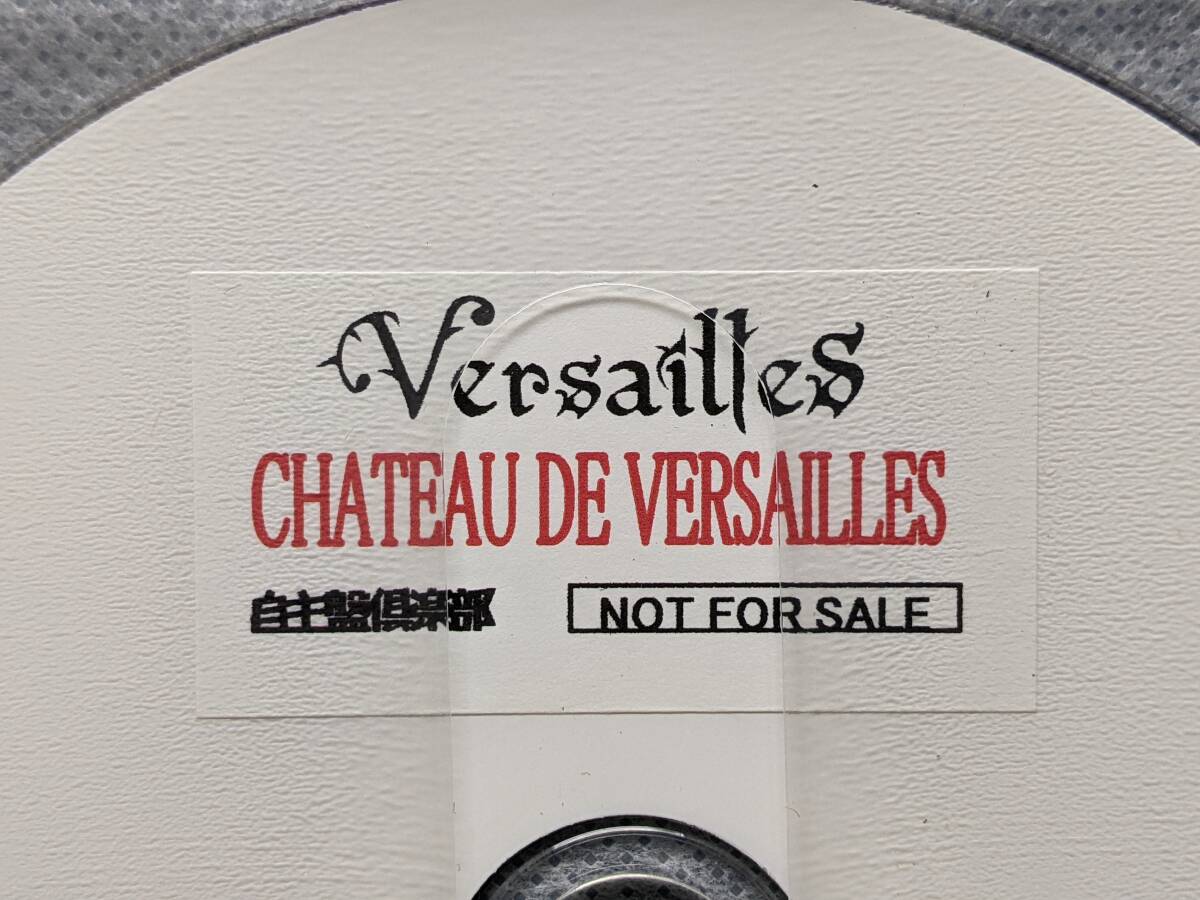 Versailles
CHATEAU DE VERSAILLES
自主盤倶楽部 NOT FOR SALE